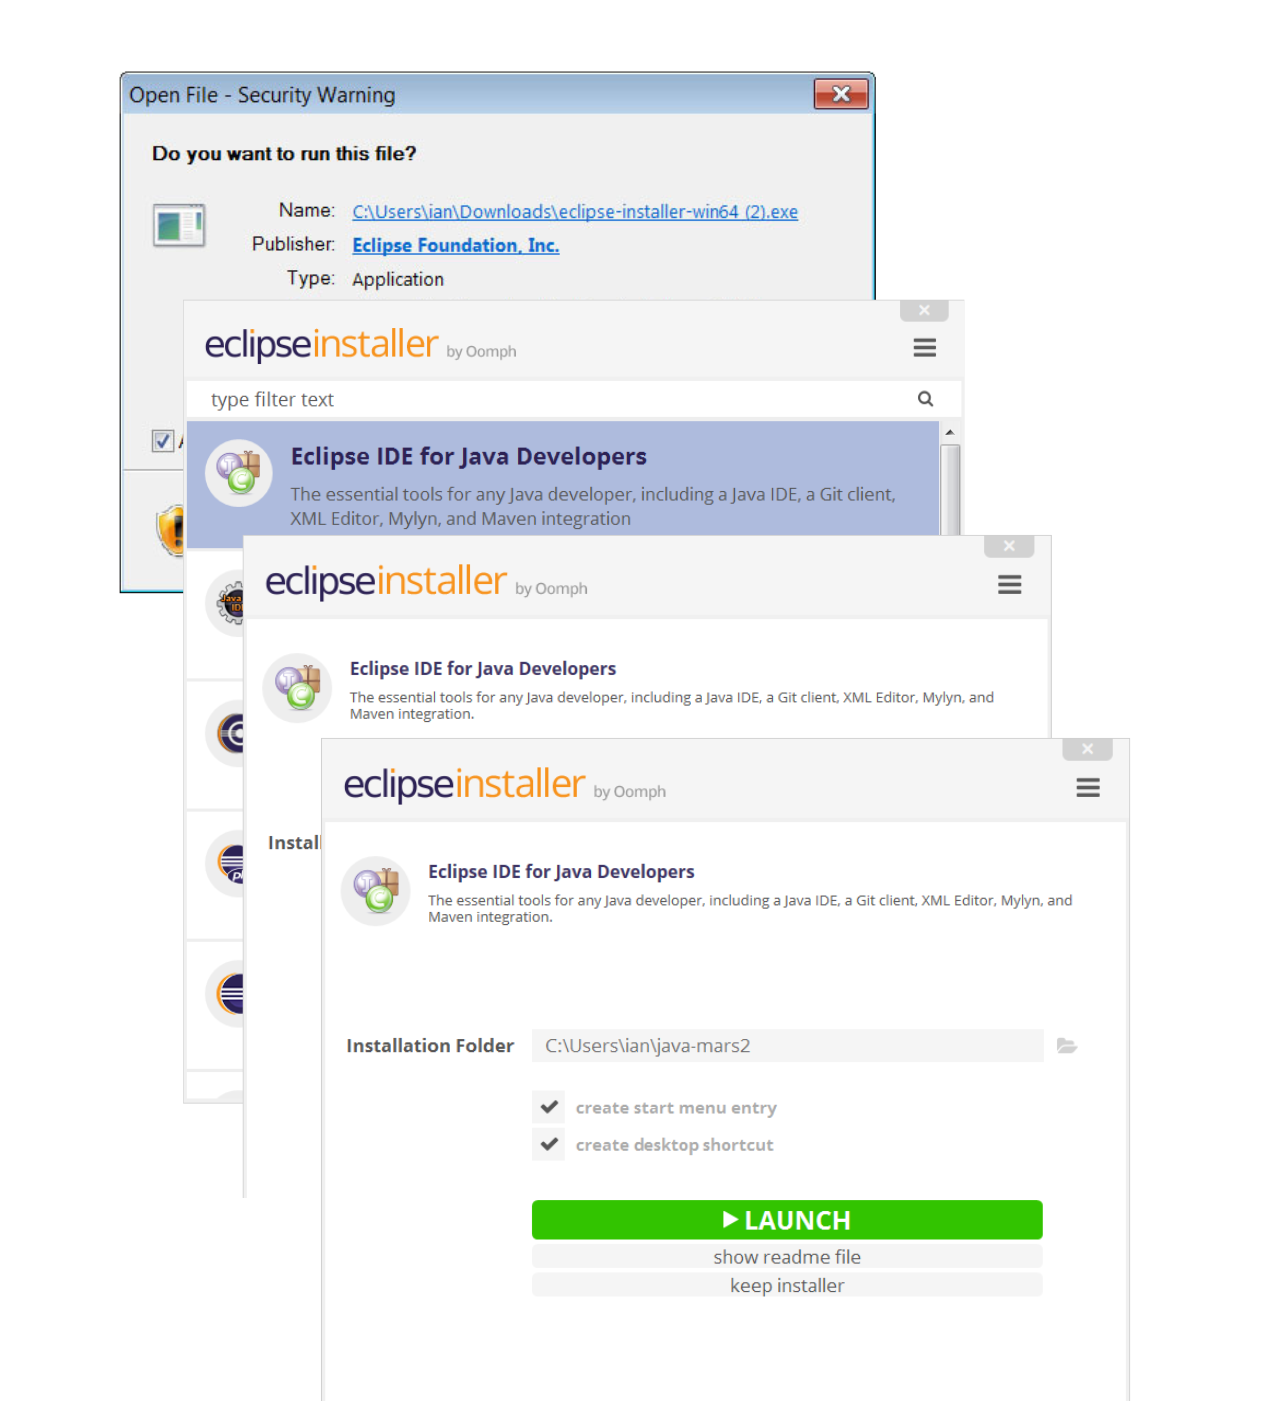 Open File - Security Warning
Do you want to run this file?
Name: C:\Users\ian\Downloads\eclipse-installer-win64 (2).exe
Publisher: Eclipse Foundation, Inc.
Type: Application
eclipseinstaller by Oomph
type filter text
Eclipse IDE for Java Developers
The essential tools for any Java developer, including a Java IDE, a Git client,
XML Editor, Mylyn, and Maven integration
Java
IDE
eclipseinstaller by Oomph
Eclipse IDE for Java Developers
The essential tools for any Java developer, including a Java IDE, a Git client, XML Editor, Mylyn, and
Maven integration.
Install
eclipseinstaller by Oomph
Eclipse IDE for Java Developers
The essential tools for any Java developer, including a Java IDE, a Git client, XML Editor, Mylyn, and
Maven integration.
Installation Folder C:\Users\ian\java-mars2
create start menu entry
create desktop shortcut
LAUNCH
show readme file
keep installer